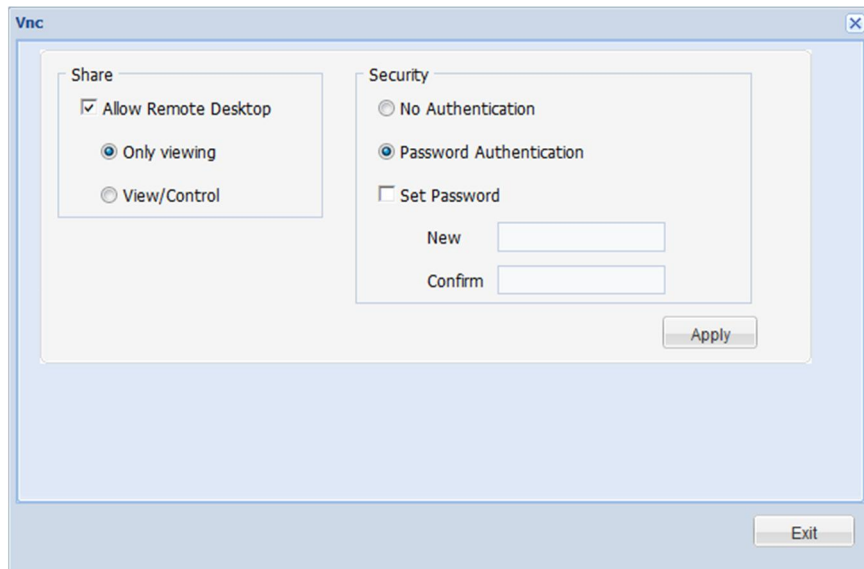 Vnc
Share
Allow Remote Desktop
Only viewing
View/Control
Security
No Authentication
Password Authentication
Set Password
New
Confirm
Apply
Exit